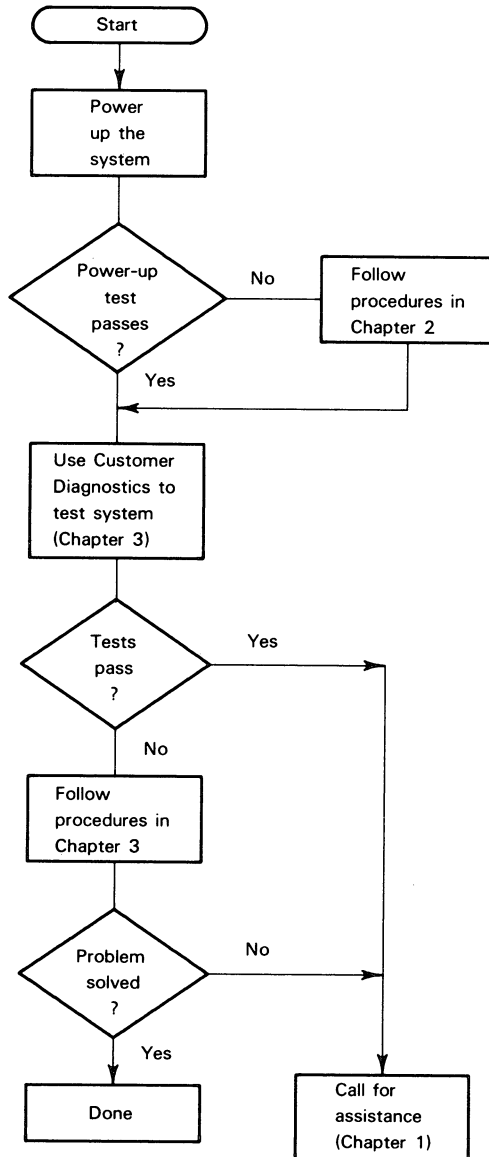 Start
Power
up the
system
Power-up
test
passes
?
No
Follow
procedures in
Chapter 2
Yes
Use Customer
Diagnostics to
test system
(Chapter 3)
Tests
pass
?
Yes
No
Follow
procedures in
Chapter 3
Problem
solved
?
No
Yes
Done
Call for
assistance
(Chapter 1)